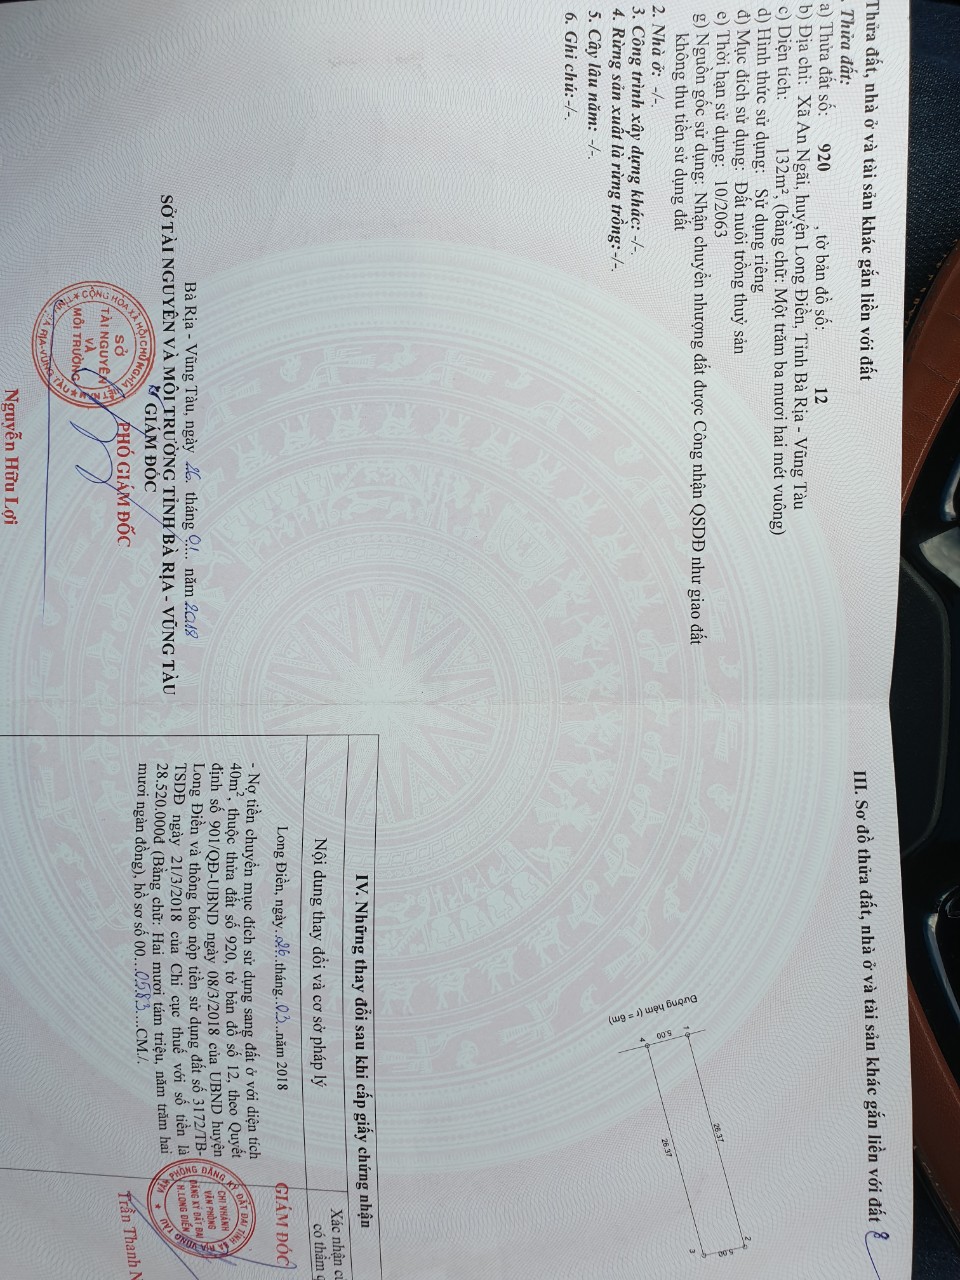 Thửa đất, nhà ở và tài sản khác gắn liền với đất
. Thửa đất:
a) Thửa đất số: 920 , tờ bản đồ số: 12
b) Địa chỉ: Xã An Ngãi, huyện Long Điền, Tỉnh Bà Rịa - Vũng Tàu
c) Diện tích: 132m², (bằng chữ: Một trăm ba mươi hai mét vuông)
d) Hình thức sử dụng: Sử dụng riêng
đ) Mục đích sử dụng: Đất nuôi trồng thuỷ sản
e) Thời hạn sử dụng: 10/2063
g) Nguồn gốc sử dụng: Nhận chuyển nhượng đất được Công nhận QSDĐ như giao đất
không thu tiền sử dụng đất
2. Nhà ở: -/-.
3. Công trình xây dựng khác: -/-.
4. Rừng sản xuất là rừng trồng:-/-.
5. Cây lâu năm: -/-.
6. Ghi chú:-/-.
Bà Rịa - Vũng Tàu, ngày 26. tháng 01.... năm 2018
SỞ TÀI NGUYÊN VÀ MÔI TRƯỜNG TỈNH BÀ RỊA - VŨNG TÀU
GIÁM ĐỐC
PHÓ GIÁM ĐỐC
SỞ
TÀI NGUYÊN
VÀ
MÔI TRƯỜNG
Nguyễn Hữu Lợi
III. Sơ đồ thửa đất, nhà ở và tài sản khác gắn liền với đất
Đường hẻm (r = 6m)
1
5.00
4
26.37
26.37
2
5.00
3
IV. Những thay đổi sau khi cấp giấy chứng nhận
Nội dung thay đổi và cơ sở pháp lý
Xác nhận
có thẩm
Long Điền, ngày..26..tháng..03...năm 2018
- Nợ tiền chuyển mục đích sử dụng sang đất ở với diện tích
40m², thuộc thửa đất số 920, tờ bản đồ số 12, theo Quyết
định số 901/QĐ-UBND ngày 08/3/2018 của UBND huyện
Long Điền và thông báo nộp tiền sử dụng đất số 3172/TB-
TSDĐ ngày 21/3/2018 của Chi cục thuế với số tiền là
28.520.000đ (Bằng chữ: Hai mươi tám triệu, năm trăm hai
mươi ngàn đồng), hồ sơ số 00...0583....CM./.
GIÁM ĐỐC
CHI NHÁNH
VĂN PHÒNG
ĐĂNG KÝ ĐẤT ĐAI
H.LONG ĐIỀN
Trần Thanh